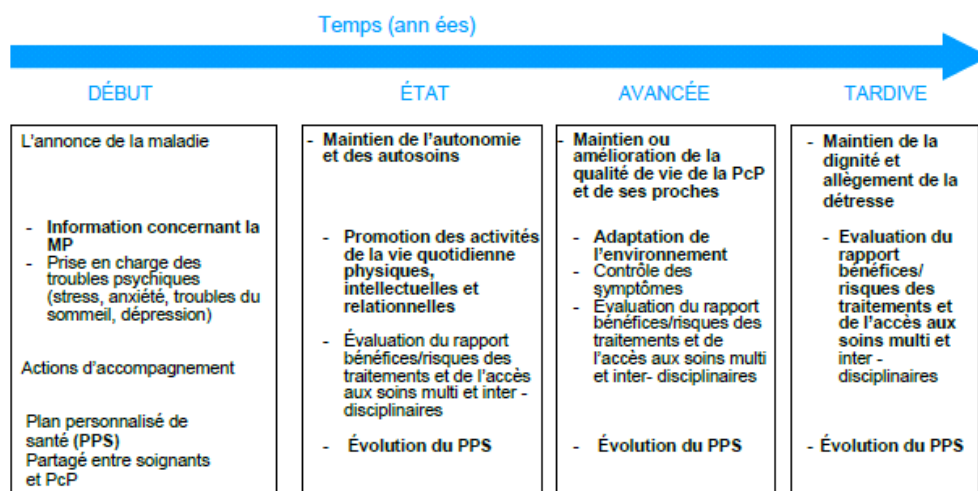 Temps (ann ées)
DÉBUT
ÉTAT
AVANCÉE
TARDIVE
L'annonce de la maladie
- Information concernant la
MP
- Prise en charge des
troubles psychiques
(stress, anxiété, troubles du
sommeil, dépression)
Actions d'accompagnement
Plan personnalisé de
santé (PPS)
Partagé entre soignants
et PcP
- Maintien de l'autonomie
et des autosoins
- Promotion des activités
de la vie quotidienne
physiques,
intellectuelles et
relationnelles
- Évaluation du rapport
bénéfices/risques des
traitements et de l'accès
aux soins multi et inter -
disciplinaires
- Évolution du PPS
- Maintien ou
amélioration de la
qualité de vie de la PcP
et de ses proches
- Adaptation de
l'environnement
- Contrôle des
symptômes
- Evaluation du rapport
bénéfices/risques des
traitements et de
l'accès aux soins multi
et inter- disciplinaires
- Évolution du PPS
- Maintien de la
dignité et
allègement de la
détresse
- Evaluation du
rapport
bénéfices/
risques des
traitements et
de l'accès aux
soins multi et
inter -
disciplinaires
- Évolution du PPS